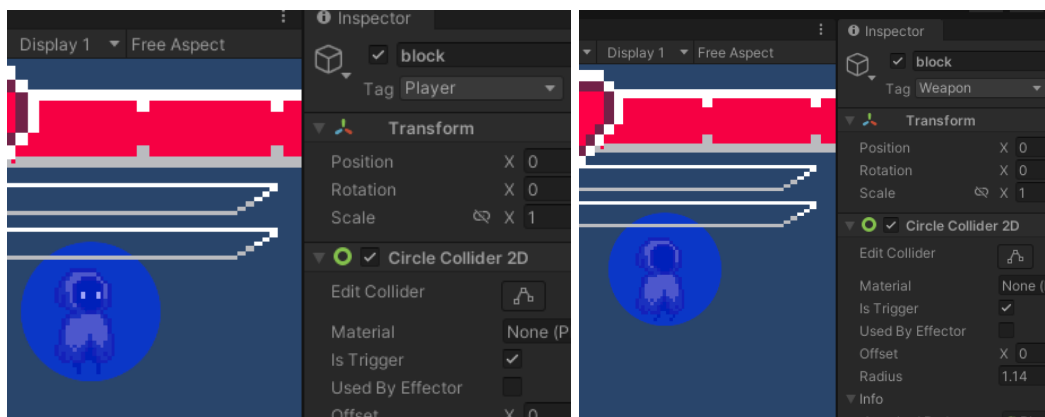 Inspector
Display 1 Free Aspect
block
Tag Player
Transform
Position X 0
Rotation X 0
Scale X 1
Circle Collider 2D
Edit Collider
Material None (P
Is Trigger
Used By Effector
Offset X 0
Inspector
Display 1 Free Aspect
block
Tag Weapon
Transform
Position X 0
Rotation X 0
Scale X 1
Circle Collider 2D
Edit Collider
Material None (
Is Trigger
Used By Effector
Offset X 0
Radius 1.14
Info